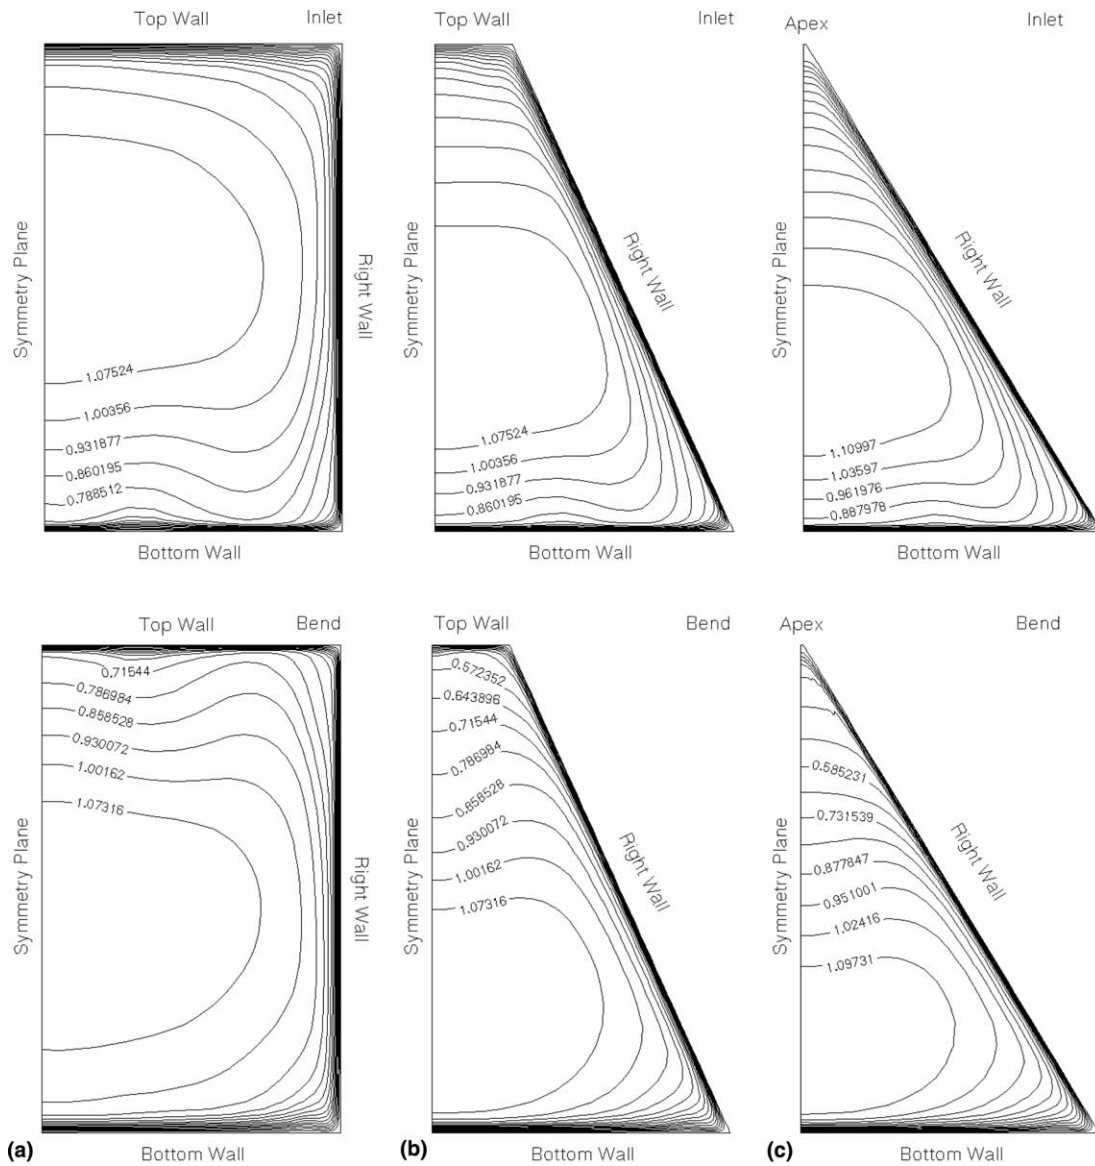 Top Wall
Inlet
Symmetry Plane
Right Wall
1.07524
1.00356
0.931877
0.860195
0.788512
Bottom Wall
Top Wall
Inlet
Symmetry Plane
Right Wall
1.07524
1.00356
0.931877
0.860195
Bottom Wall
Apex
Inlet
Symmetry Plane
Right Wall
1.10997
1.03597
0.961976
0.887978
Bottom Wall
Top Wall
Bend
0.71544
0.786984
0.858528
0.930072
1.00162
1.07316
Symmetry Plane
Right Wall
(a)
Bottom Wall
Top Wall
Bend
0.572352
0.643896
0.71544
0.786984
0.858528
0.930072
1.00162
1.07316
Symmetry Plane
Right Wall
(b)
Bottom Wall
Apex
Bend
0.585231
0.731539
0.877847
0.951001
1.02416
1.09731
Symmetry Plane
Right Wall
(c)
Bottom Wall